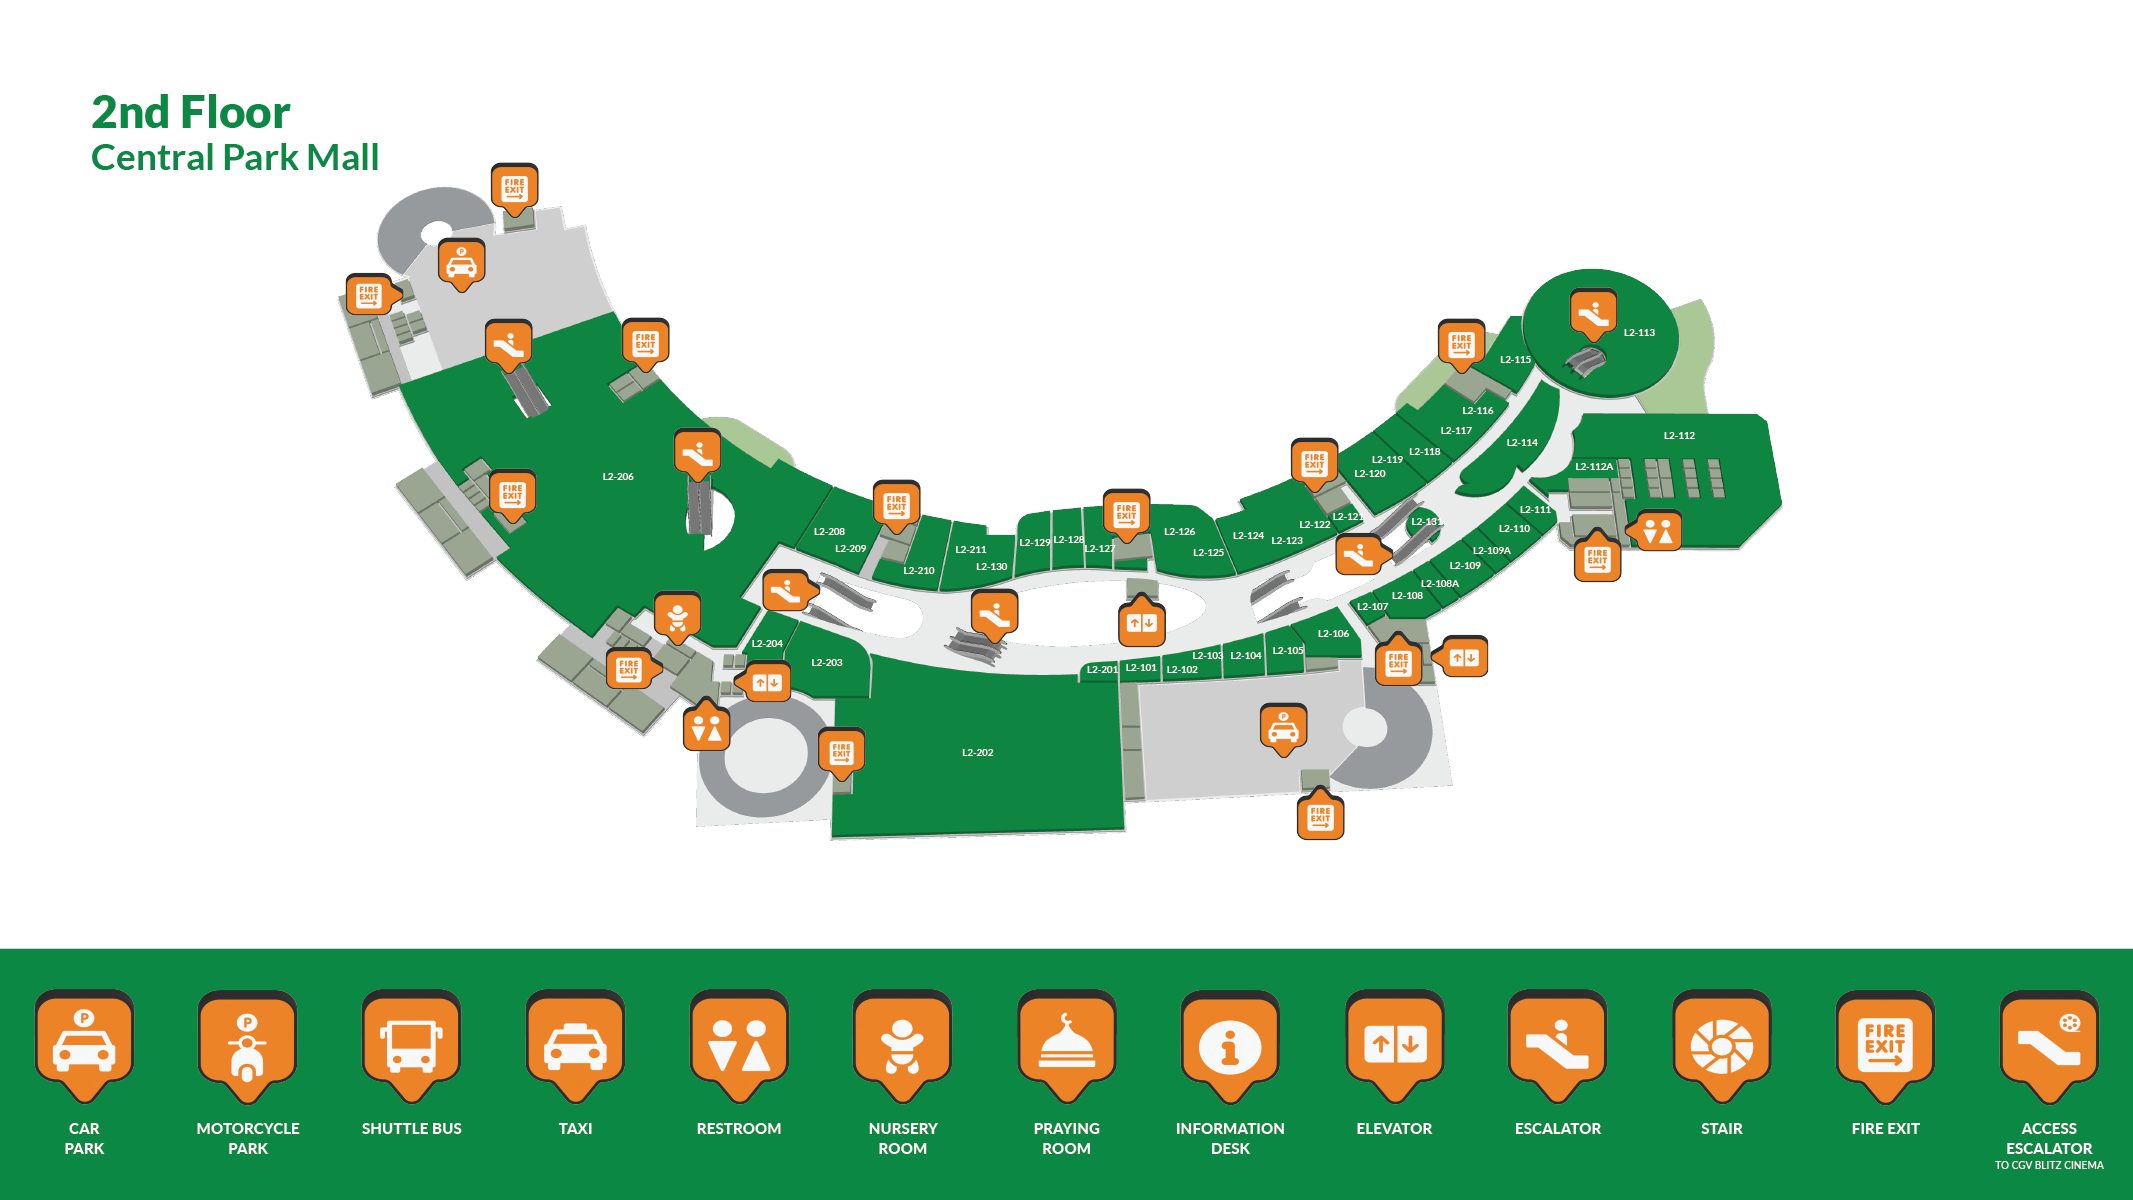 2nd Floor
Central Park Mall
FIRE
EXIT
P
FIRE
EXIT
FIRE
EXIT
L2-113
FIRE
EXIT
L2-115
L2-116
L2-117
L2-118
L2-119
L2-120
L2-114
L2-112
L2-112A
L2-206
FIRE
EXIT
FIRE
EXIT
FIRE
EXIT
FIRE
EXIT
L2-208
L2-209
L2-210
L2-211
L2-130
L2-129
L2-128
L2-127
L2-126
L2-125
L2-124
L2-123
L2-122
L2-121
L2-131
L2-111
L2-110
L2-109A
L2-109
L2-108A
L2-108
L2-107
FIRE
EXIT
L2-204
L2-203
L2-106
L2-105
L2-104
L2-103
L2-102
L2-101
L2-201
FIRE
EXIT
FIRE
EXIT
P
L2-202
FIRE
EXIT
FIRE
EXIT
P
P
FIRE
EXIT
CAR
PARK
MOTORCYCLE
PARK
SHUTTLE BUS
TAXI
RESTROOM
NURSERY
ROOM
PRAYING
ROOM
INFORMATION
DESK
ELEVATOR
ESCALATOR
STAIR
FIRE EXIT
ACCESS
ESCALATOR
TO CGV BLITZ CINEMA